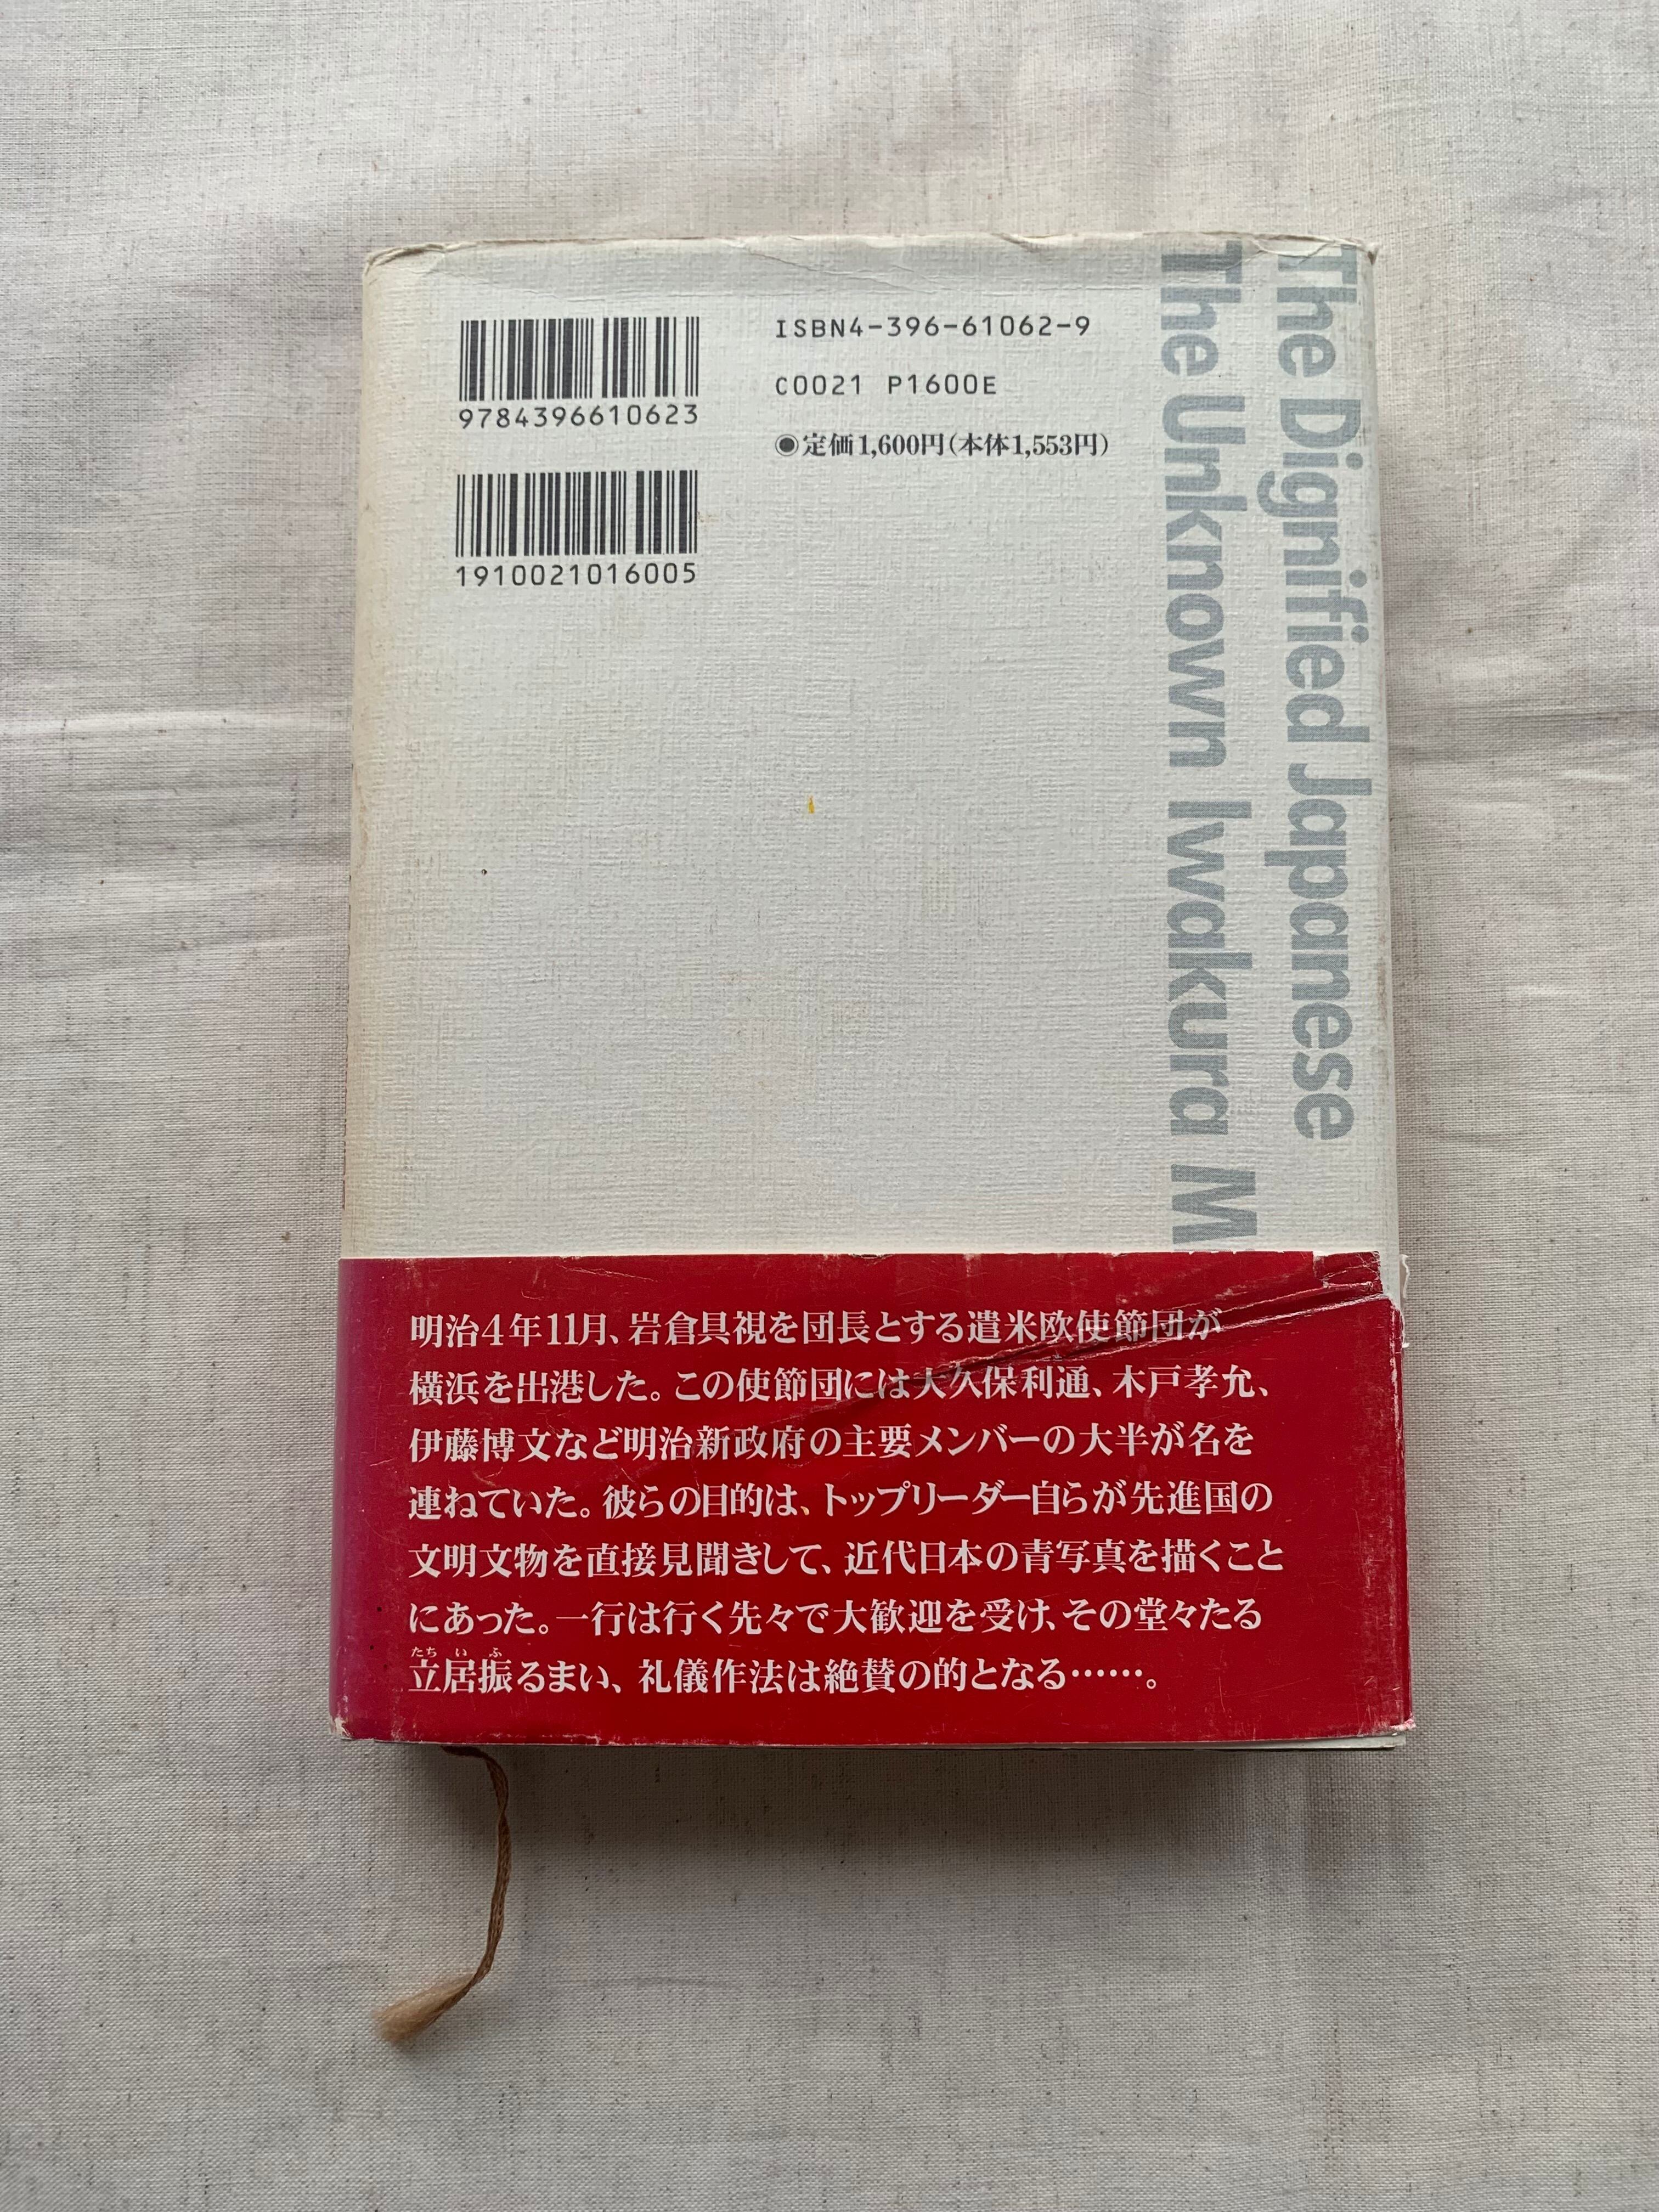 ISBN4-396-61062-9
9784396610623
C0021 P1600E
◉定価1,600円(本体1,553円)
1910021016005
The Dignified Japanese
The Unknown Iwakura M
明治4年11月、岩倉具視を団長とする遣米欧使節団が
横浜を出港した。この使節団には大久保利通、木戸孝允、
伊藤博文など明治新政府の主要メンバーの大半が名を
連ねていた。彼らの目的は、トップリーダー自らが先進国の
文明文物を直接見聞きして、近代日本の青写真を描くこと
にあった。一行は行く先々で大歓迎を受け、その堂々たる
たち い ふ
立居振るまい、礼儀作法は絶賛の的となる……。